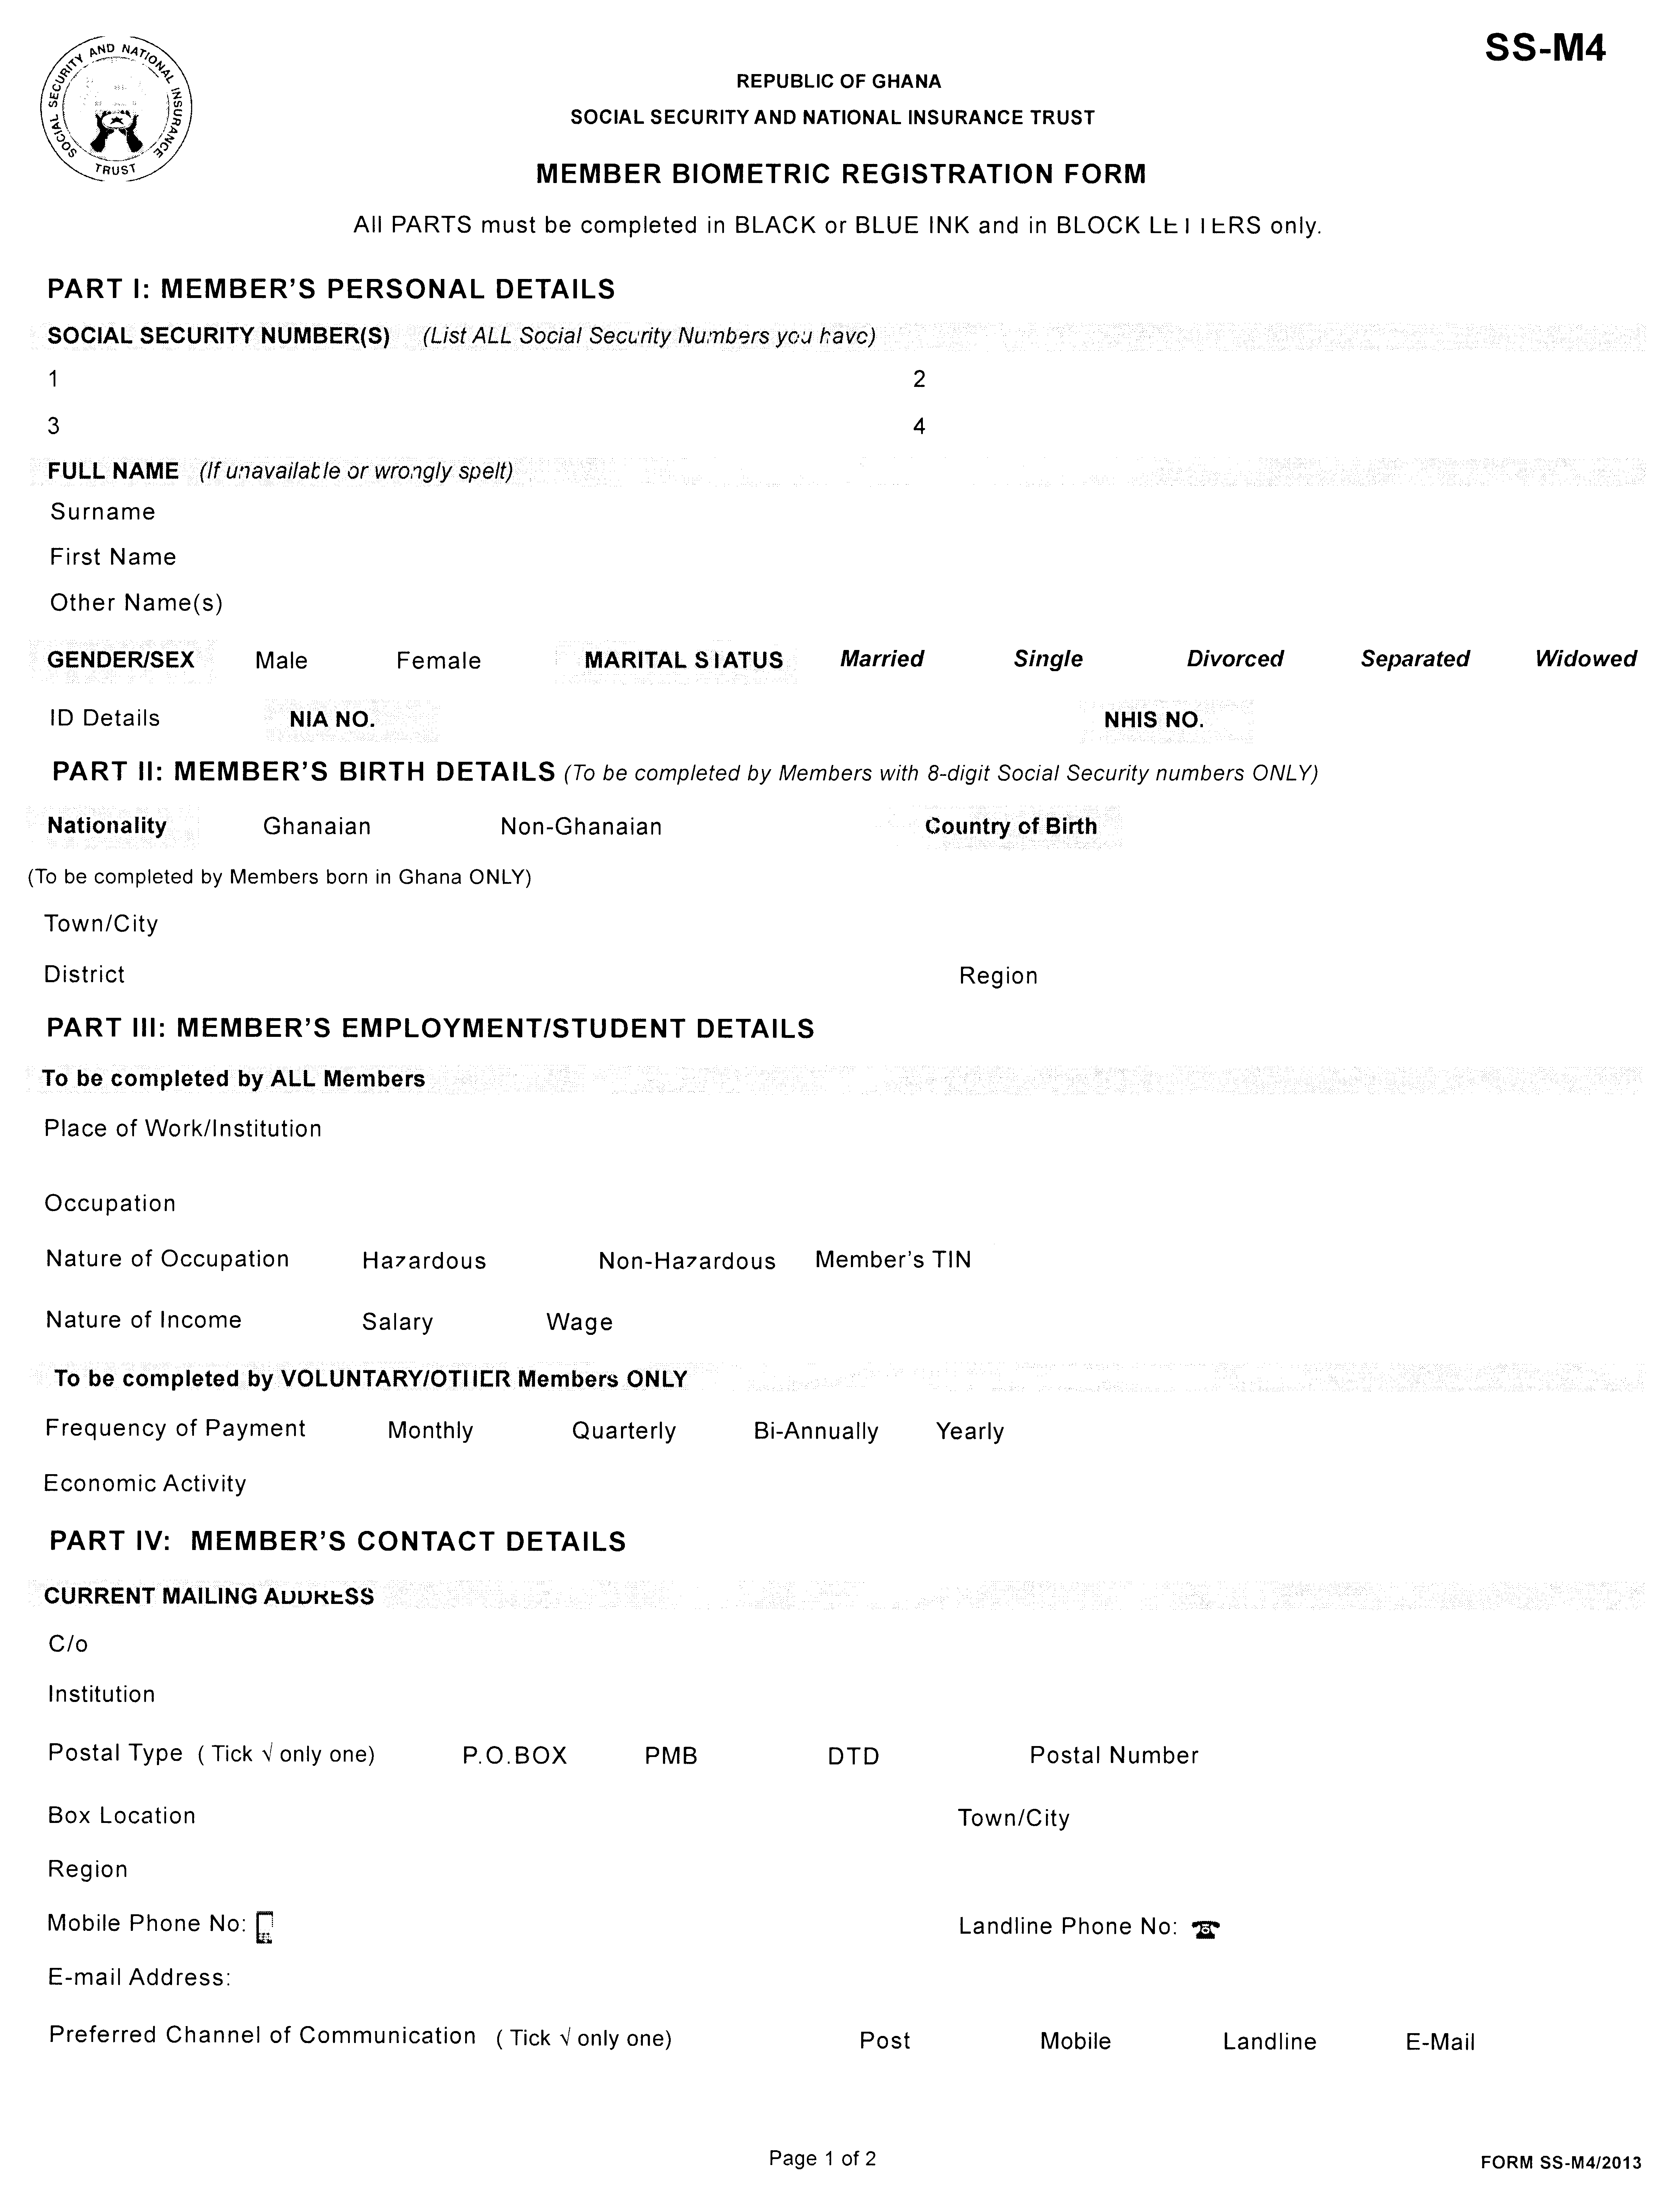 SS-M4
SOCIAL SECURITY AND NATIONAL INSURANCE TRUST
REPUBLIC OF GHANA
SOCIAL SECURITY AND NATIONAL INSURANCE TRUST
MEMBER BIOMETRIC REGISTRATION FORM
All PARTS must be completed in BLACK or BLUE INK and in BLOCK LETTERS only.
PART I: MEMBER'S PERSONAL DETAILS
SOCIAL SECURITY NUMBER(S) (List ALL Social Security Numbers you have)
1 2
3 4
FULL NAME (If unavailable or wrongly spelt)
Surname
First Name
Other Name(s)
GENDER/SEX Male Female MARITAL STATUS Married Single Divorced Separated Widowed
ID Details NIA NO. NHIS NO.
PART II: MEMBER'S BIRTH DETAILS (To be completed by Members with 8-digit Social Security numbers ONLY)
Nationality Ghanaian Non-Ghanaian Country of Birth
(To be completed by Members born in Ghana ONLY)
Town/City
District Region
PART III: MEMBER'S EMPLOYMENT/STUDENT DETAILS
To be completed by ALL Members
Place of Work/Institution
Occupation
Nature of Occupation Hazardous Non-Hazardous Member's TIN
Nature of Income Salary Wage
To be completed by VOLUNTARY/OTHER Members ONLY
Frequency of Payment Monthly Quarterly Bi-Annually Yearly
Economic Activity
PART IV: MEMBER'S CONTACT DETAILS
CURRENT MAILING ADDRESS
C/o
Institution
Postal Type ( Tick √ only one) P.O.BOX PMB DTD Postal Number
Box Location Town/City
Region
Mobile Phone No: Landline Phone No:
E-mail Address:
Preferred Channel of Communication ( Tick √ only one) Post Mobile Landline E-Mail
Page 1 of 2
FORM SS-M4/2013